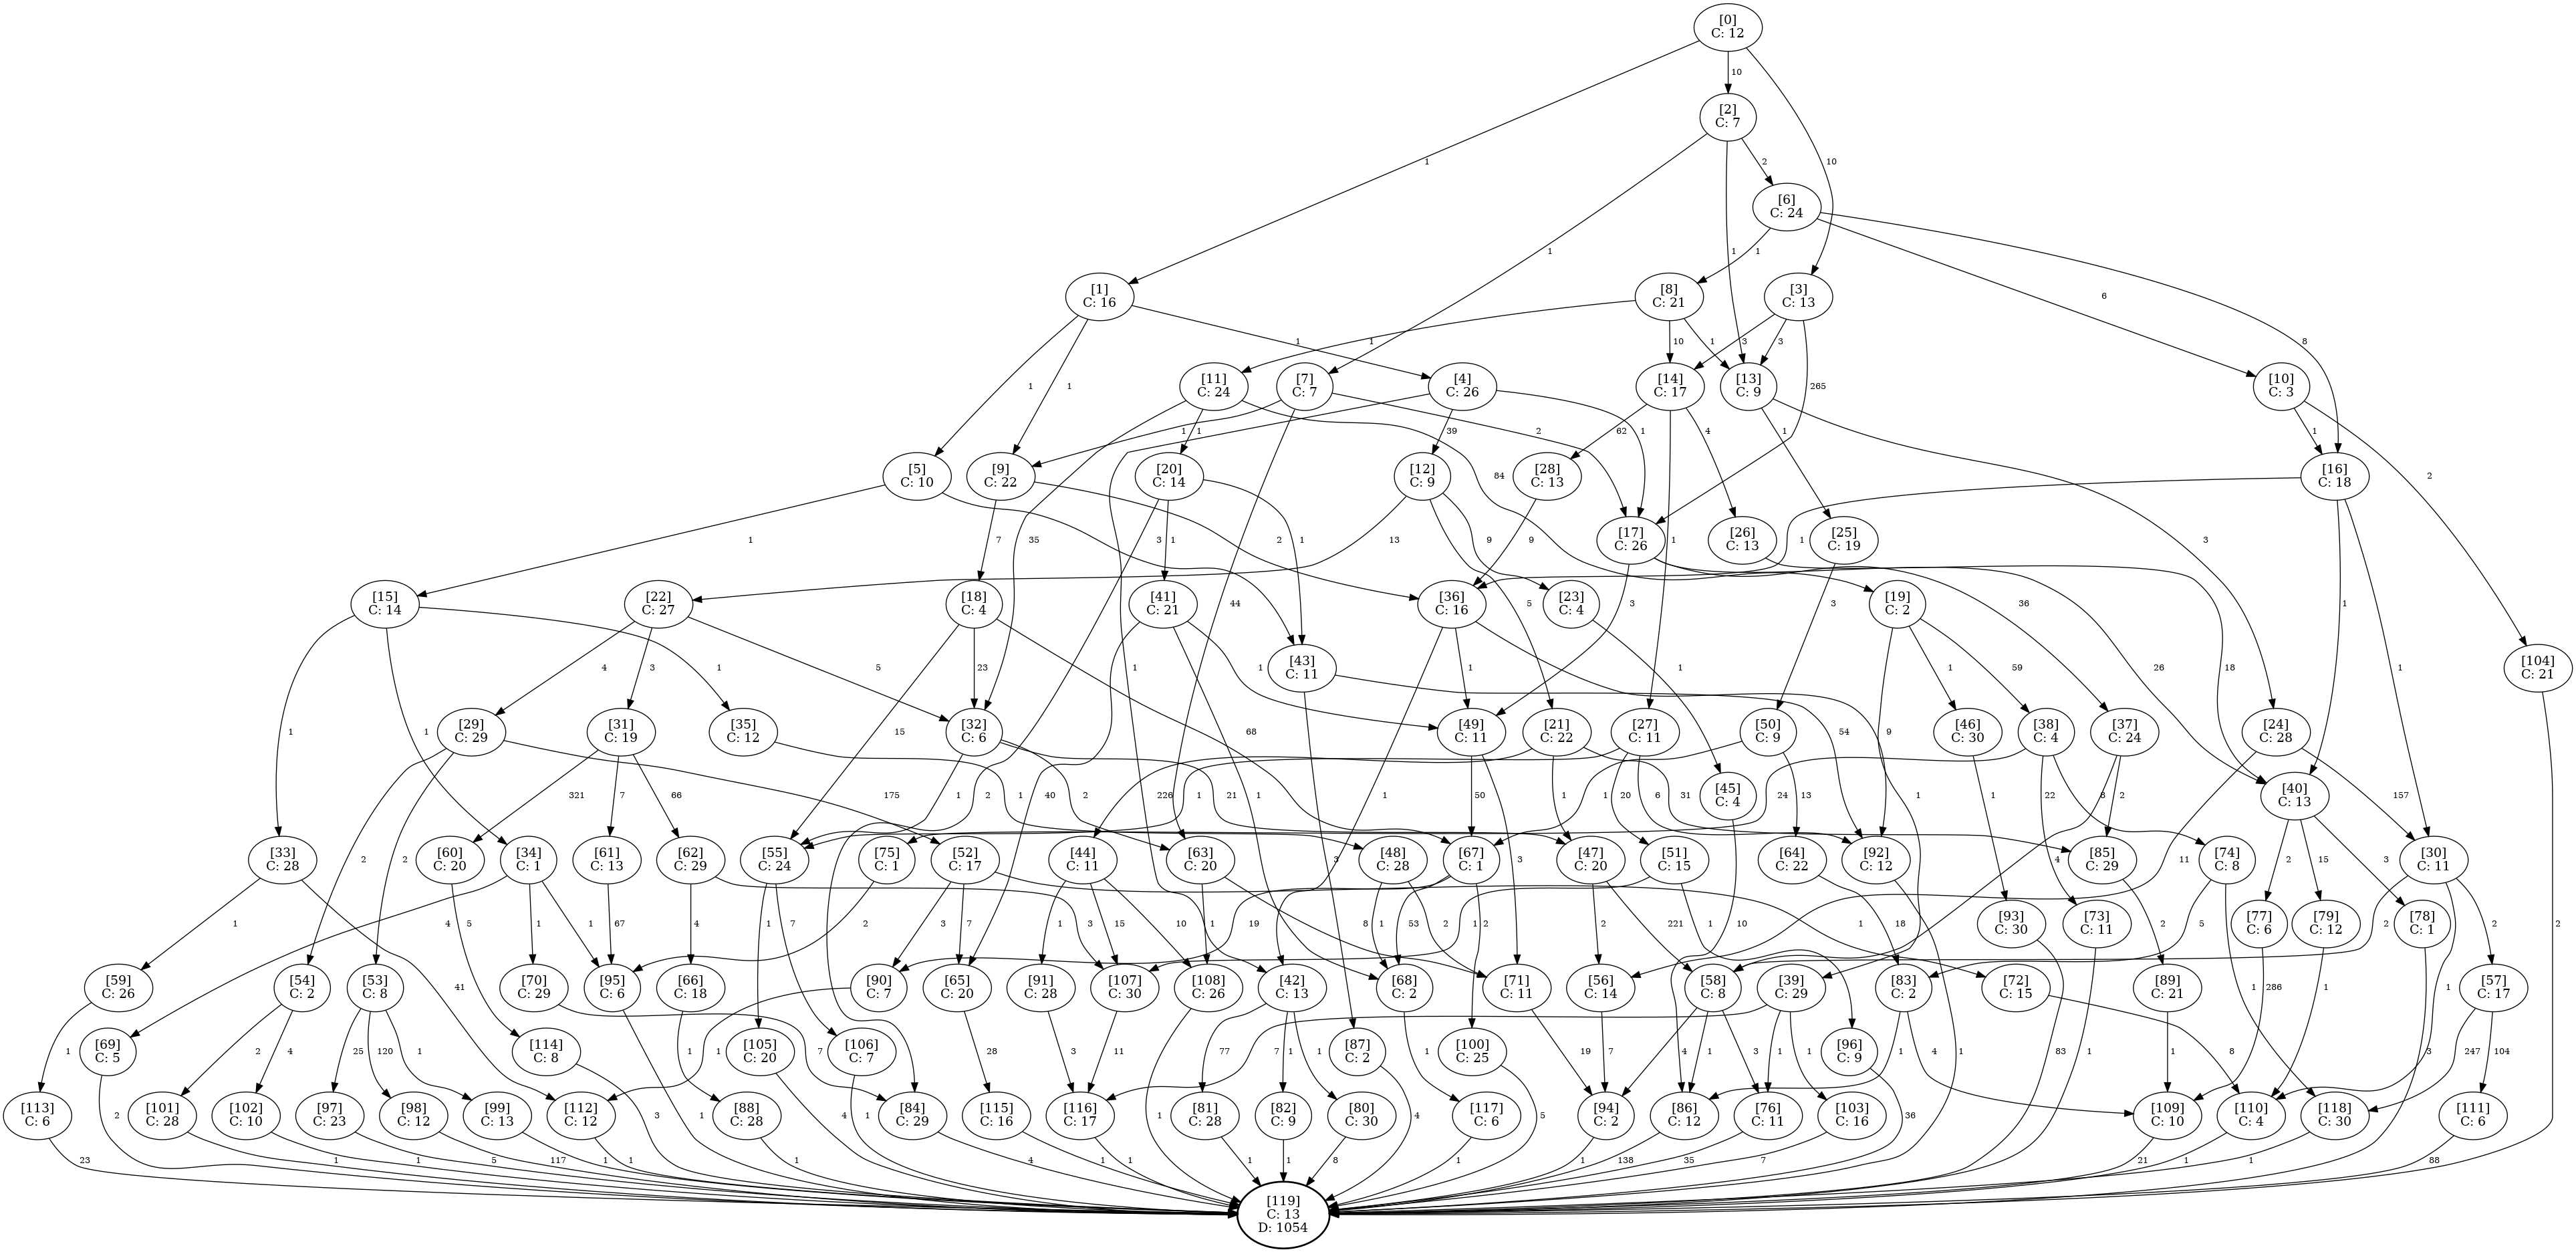 [0]
C: 12
1
10
10
[2]
C: 7
1
1
2
[6]
C: 24
1
6
8
[1]
C: 16
[8]
C: 21
[3]
C: 13
1
1
1
1
10
1
3
3
265
[11]
C: 24
[7]
C: 7
[4]
C: 26
[14]
C: 17
[13]
C: 9
[10]
C: 3
1
1
2
39
1
62
4
1
1
2
[5]
C: 10
[9]
C: 22
[20]
C: 14
[12]
C: 9
[28]
C: 13
[16]
C: 18
84
1
7
2
35
3
1
1
44
13
5
9
9
1
1
3
[17]
C: 26
[26]
C: 13
[25]
C: 19
1
1
3
36
26
18
3
[15]
C: 14
[22]
C: 27
[18]
C: 4
[41]
C: 21
[36]
C: 16
[23]
C: 4
[19]
C: 2
1
1
1
4
3
5
15
23
68
1
1
1
9
1
1
59
[43]
C: 11
[104]
C: 21
[29]
C: 29
[31]
C: 19
[35]
C: 12
[32]
C: 6
[49]
C: 11
[21]
C: 22
[27]
C: 11
[50]
C: 9
[46]
C: 30
[38]
C: 4
[37]
C: 24
[24]
C: 28
54
175
321
7
66
1
2
1
2
21
40
1
226
1
50
1
20
6
31
1
13
24
22
8
2
157
[45]
C: 4
[40]
C: 13
2
2
1
3
3
4
11
2
15
3
[33]
C: 28
[60]
C: 20
[34]
C: 1
[61]
C: 13
[62]
C: 29
[55]
C: 24
[75]
C: 1
[52]
C: 17
[44]
C: 11
[63]
C: 20
[48]
C: 28
[67]
C: 1
[47]
C: 20
[51]
C: 15
[64]
C: 22
[92]
C: 12
[85]
C: 29
[74]
C: 8
[30]
C: 11
1
41
4
5
1
1
67
4
3
1
7
2
3
7
19
1
15
10
1
8
1
2
53
2
2
221
1
10
1
1
18
5
2
1
2
2
[93]
C: 30
[73]
C: 11
[77]
C: 6
[79]
C: 12
[78]
C: 1
[59]
C: 26
[54]
C: 2
[53]
C: 8
[70]
C: 29
[95]
C: 6
[66]
C: 18
[90]
C: 7
[65]
C: 20
[91]
C: 28
[107]
C: 30
[108]
C: 26
[42]
C: 13
[68]
C: 2
[71]
C: 11
[56]
C: 14
[58]
C: 8
[39]
C: 29
[83]
C: 2
[72]
C: 15
[89]
C: 21
[57]
C: 17
286
1
1
1
2
4
25
120
1
7
1
1
28
3
11
7
77
1
1
1
19
7
4
1
3
1
1
1
4
8
1
247
104
[69]
C: 5
[114]
C: 8
[105]
C: 20
[106]
C: 7
[87]
C: 2
[100]
C: 25
[96]
C: 9
83
1
1
3
2
[113]
C: 6
[101]
C: 28
[102]
C: 10
[97]
C: 23
[98]
C: 12
[99]
C: 13
[112]
C: 12
[88]
C: 28
[84]
C: 29
[115]
C: 16
[116]
C: 17
[81]
C: 28
[82]
C: 9
[80]
C: 30
[117]
C: 6
[94]
C: 2
[86]
C: 12
[76]
C: 11
[103]
C: 16
[109]
C: 10
[110]
C: 4
[118]
C: 30
[111]
C: 6
2
3
1
4
1
4
5
36
23
1
1
5
117
1
1
1
4
1
1
1
1
1
8
1
1
138
35
7
21
1
1
88
[119]
C: 13
D: 1054